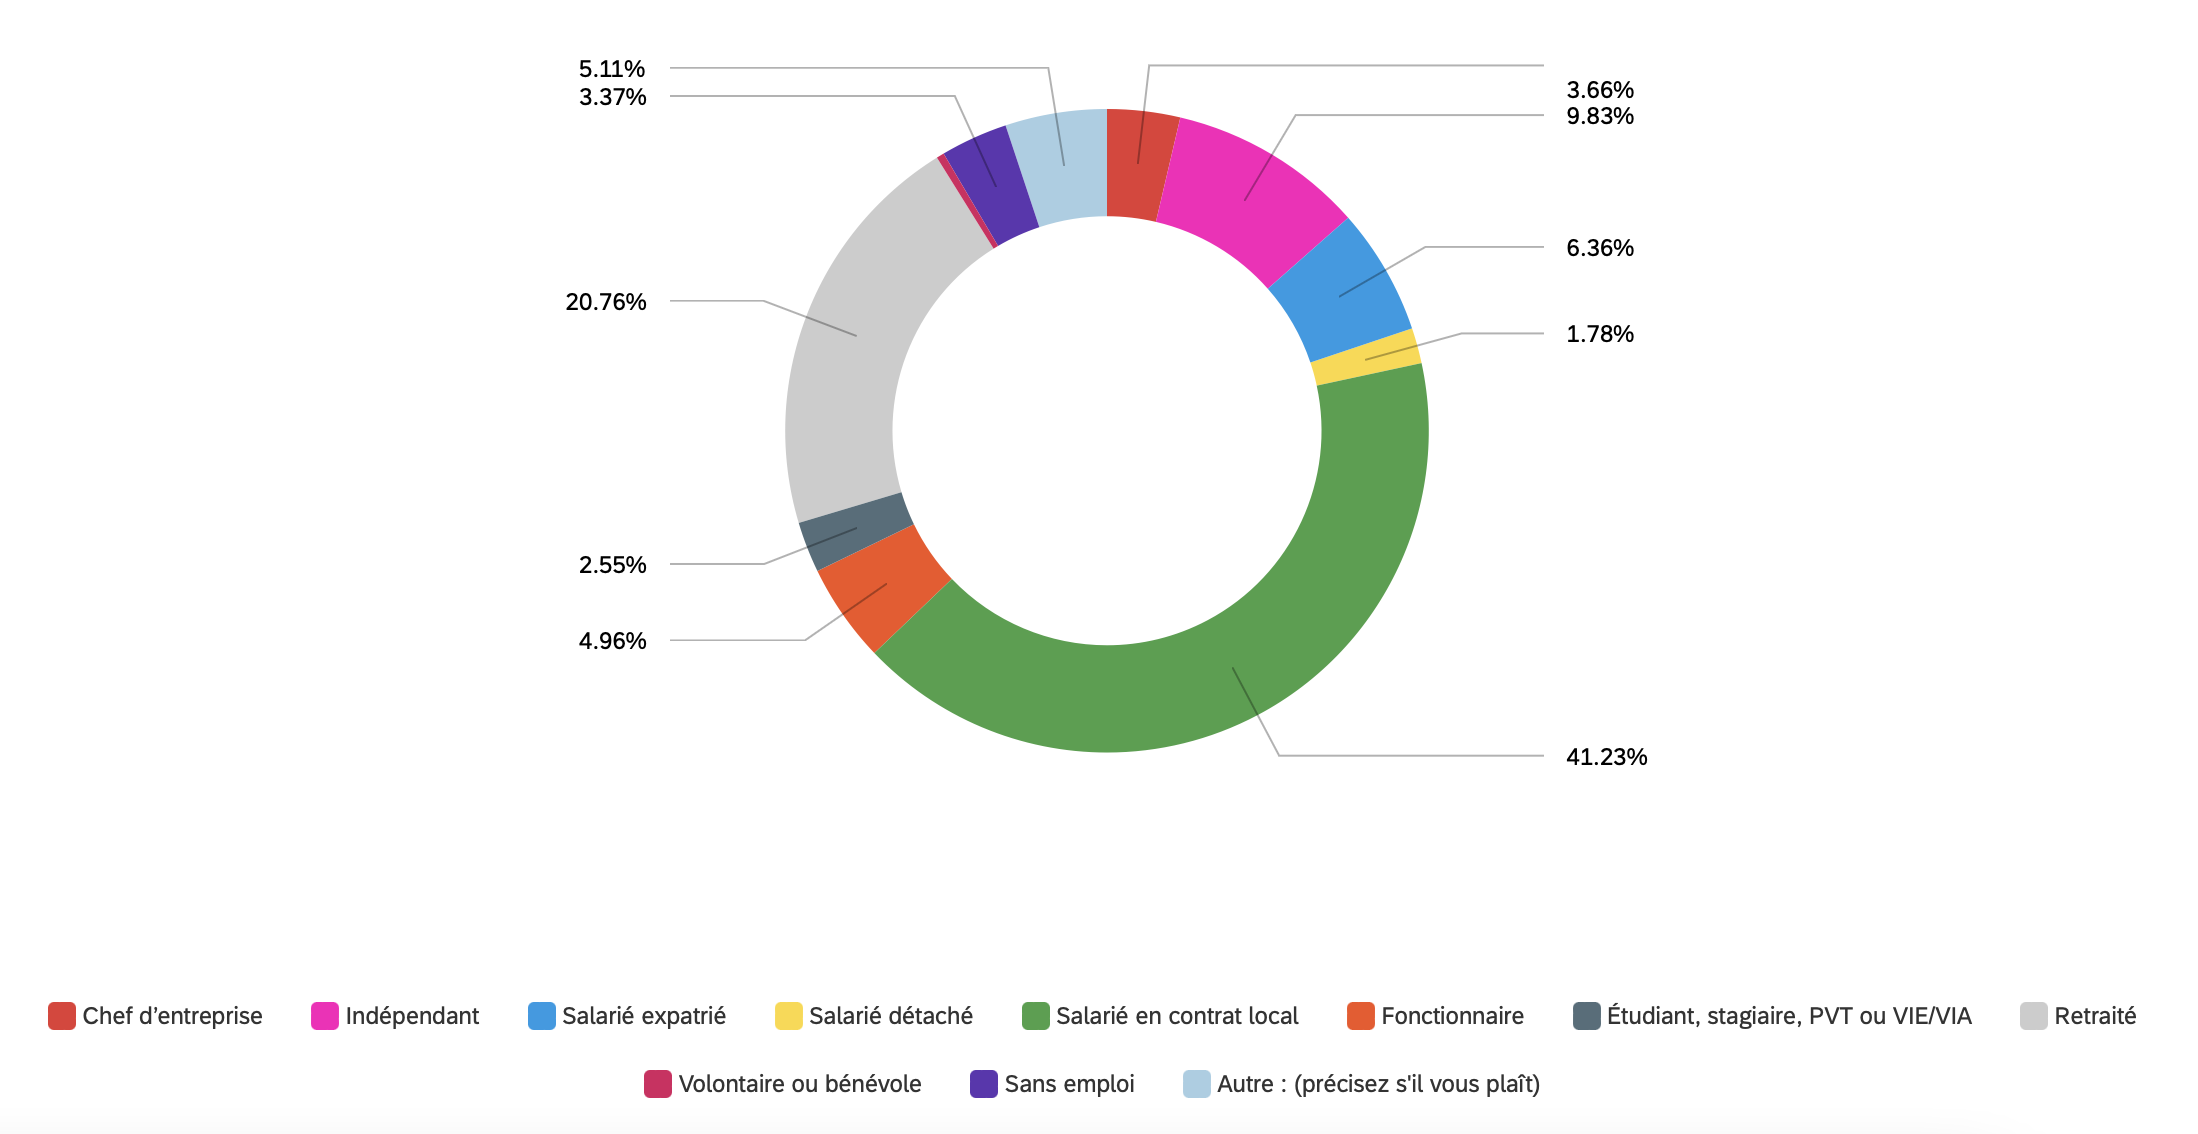 5.11%
3.37%
3.66%
9.83%
6.36%
20.76%
1.78%
2.55%
4.96%
41.23%
Chef d’entreprise
Indépendant
Salarié expatrié
Salarié détaché
Salarié en contrat local
Fonctionnaire
Étudiant, stagiaire, PVT ou VIE/VIA
Retraité
Volontaire ou bénévole
Sans emploi
Autre : (précisez s'il vous plaît)